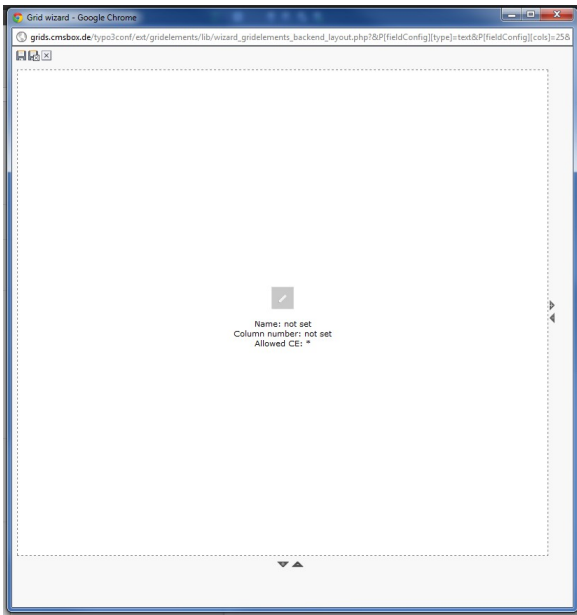 Grid wizard - Google Chrome
grids.cmsbox.de/typo3conf/ext/gridelements/lib/wizard_gridelements_backend_layout.php?&P[fieldConfig][type]=text&P[fieldConfig][cols]=25&
Name: not set
Column number: not set
Allowed CE: *